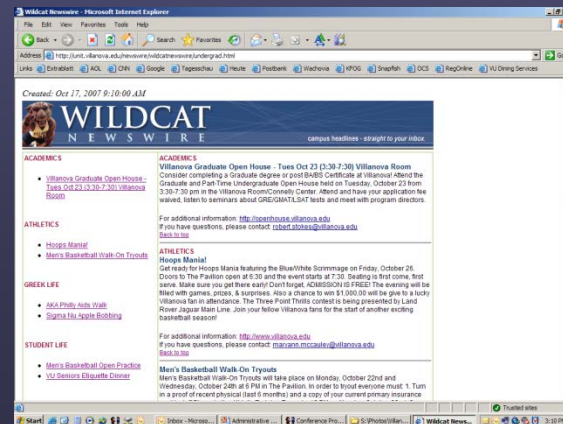 Wildcat Newswire - Microsoft Internet Explorer
File Edit View Favorites Tools Help
Back Search Favorites
Address http://unit.villanova.edu/newswire/wildcatnewswire/undergrad.html Go
Links Extrablatt AOL CNN Google Tagesschau Heute Postbank Wachovia KFOG Snapfish OCS RegOnline VU Dining Services
Created: Oct 17, 2007 9:10:00 AM
WILDCAT
NEWSWIRE
campus headlines - straight to your inbox.
ACADEMICS
Villanova Graduate Open House -
Tues Oct 23 (3:30-7:30) Villanova
Room
ATHLETICS
Hoops Mania!
Men's Basketball Walk-On Tryouts
GREEK LIFE
AKA Philly Aids Walk
Sigma Nu Apple Bobbing
STUDENT LIFE
Men's Basketball Open Practice
VU Seniors Etiquette Dinner
ACADEMICS
Villanova Graduate Open House - Tues Oct 23 (3:30-7:30) Villanova Room
Consider completing a Graduate degree or post BA/BS Certificate at Villanova! Attend the
Graduate and Part-Time Undergraduate Open House held on Tuesday, October 23 from
3:30-7:30 pm in the Villanova Room/Connelly Center. Attend and have your application fee
waived, listen to seminars about GRE/GMAT/LSAT tests and meet with program directors.
For additional information: http://openhouse.villanova.edu
If you have questions, please contact: robert.stokes@villanova.edu
Back to top
ATHLETICS
Hoops Mania!
Get ready for Hoops Mania featuring the Blue/White Scrimmage on Friday, October 26.
Doors to The Pavilion open at 6:30 and the event starts at 7:30. Seating is first come, first
serve. Make sure you get there early! Don't forget, ADMISSION IS FREE! The evening will be
filled with games, prizes, & surprises. Also a chance to win $1,000.00 will be give to a lucky
Villanova fan in attendance. The Three Point Thrills contest is being presented by Land
Rover Jaguar Main Line. Join your fellow Villanova fans for the start of another exciting
basketball season!
For additional information: http://www.villanova.edu
If you have questions, please contact: maryann.mccauley@villanova.edu
Back to top
Men's Basketball Walk-On Tryouts
Men's Basketball Walk-On Tryouts will take place on Monday, October 22nd and
Wednesday, October 24th at 6 PM in The Pavilion. In order to tryout everyone must: 1. Turn
in a proof of recent physical (last 6 months) and a copy of your current primary insurance
Trusted sites
Start Inbox - Microso... Administrative ... Conference Pro... S:\Photos\Villan... Wildcat News... 3:10 PM